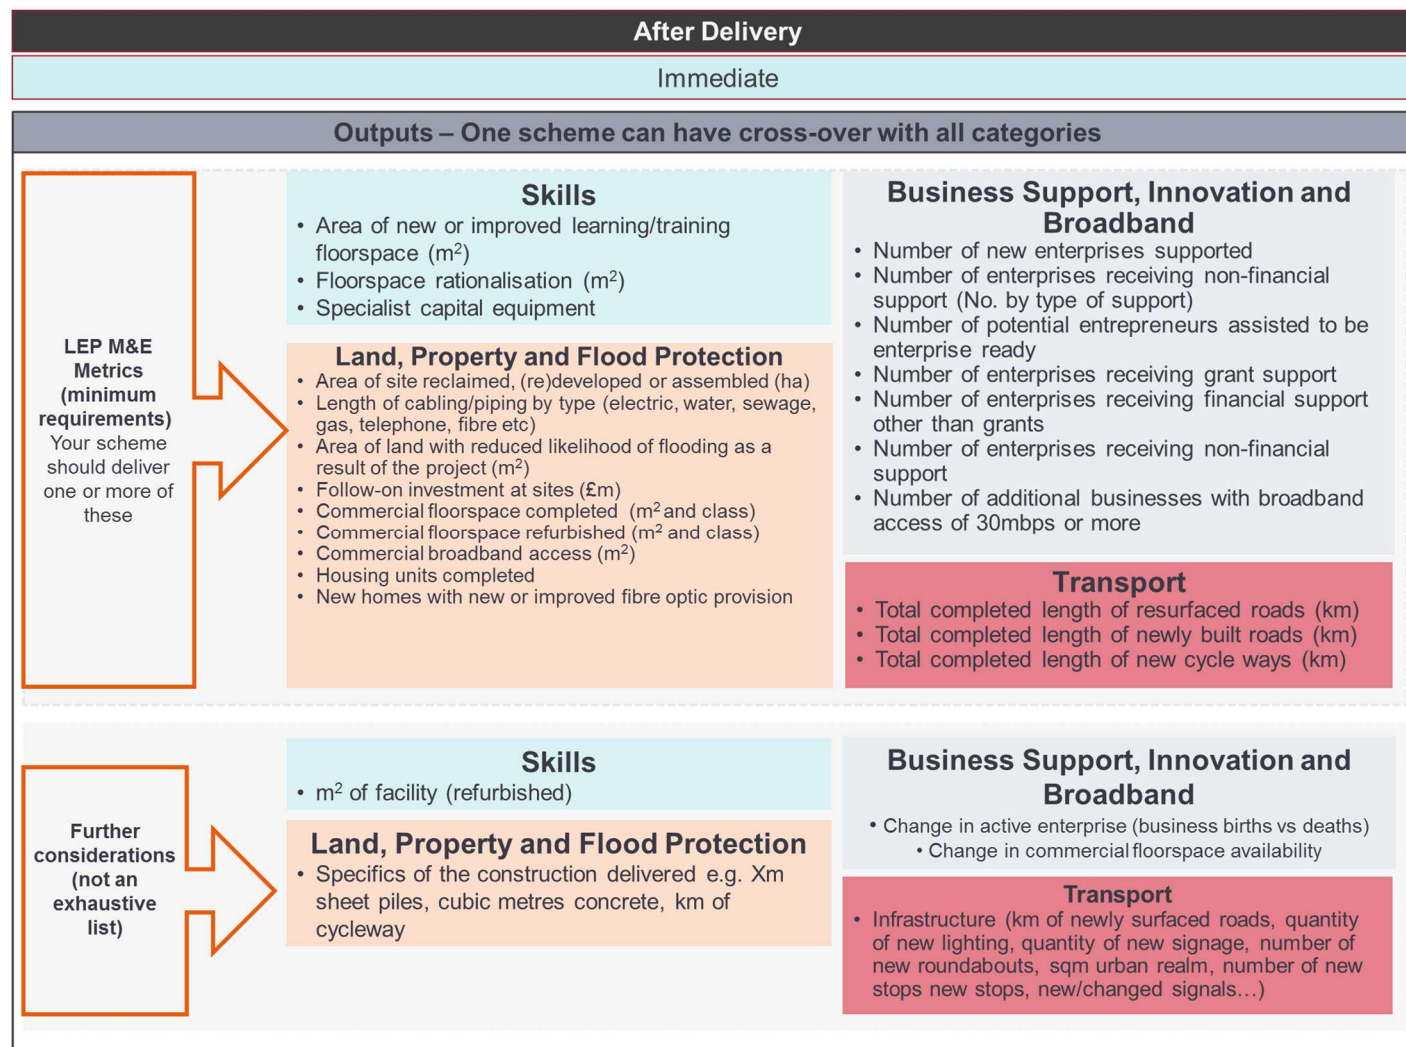 After Delivery
Immediate
Outputs – One scheme can have cross-over with all categories
LEP M&E
Metrics
(minimum
requirements)
Your scheme
should deliver
one or more of
these
Skills
• Area of new or improved learning/training
floorspace (m²)
• Floorspace rationalisation (m²)
• Specialist capital equipment
Land, Property and Flood Protection
• Area of site reclaimed, (re)developed or assembled (ha)
• Length of cabling/piping by type (electric, water, sewage,
gas, telephone, fibre etc)
• Area of land with reduced likelihood of flooding as a
result of the project (m²)
• Follow-on investment at sites (£m)
• Commercial floorspace completed (m² and class)
• Commercial floorspace refurbished (m² and class)
• Commercial broadband access (m²)
• Housing units completed
• New homes with new or improved fibre optic provision
Business Support, Innovation and
Broadband
• Number of new enterprises supported
• Number of enterprises receiving non-financial
support (No. by type of support)
• Number of potential entrepreneurs assisted to be
enterprise ready
• Number of enterprises receiving grant support
• Number of enterprises receiving financial support
other than grants
• Number of enterprises receiving non-financial
support
• Number of additional businesses with broadband
access of 30mbps or more
Transport
• Total completed length of resurfaced roads (km)
• Total completed length of newly built roads (km)
• Total completed length of new cycle ways (km)
Further
considerations
(not an
exhaustive
list)
Skills
• m² of facility (refurbished)
Land, Property and Flood Protection
• Specifics of the construction delivered e.g. Xm
sheet piles, cubic metres concrete, km of
cycleway
Business Support, Innovation and
Broadband
• Change in active enterprise (business births vs deaths)
• Change in commercial floorspace availability
Transport
• Infrastructure (km of newly surfaced roads, quantity
of new lighting, quantity of new signage, number of
new roundabouts, sqm urban realm, number of new
stops new stops, new/changed signals…)